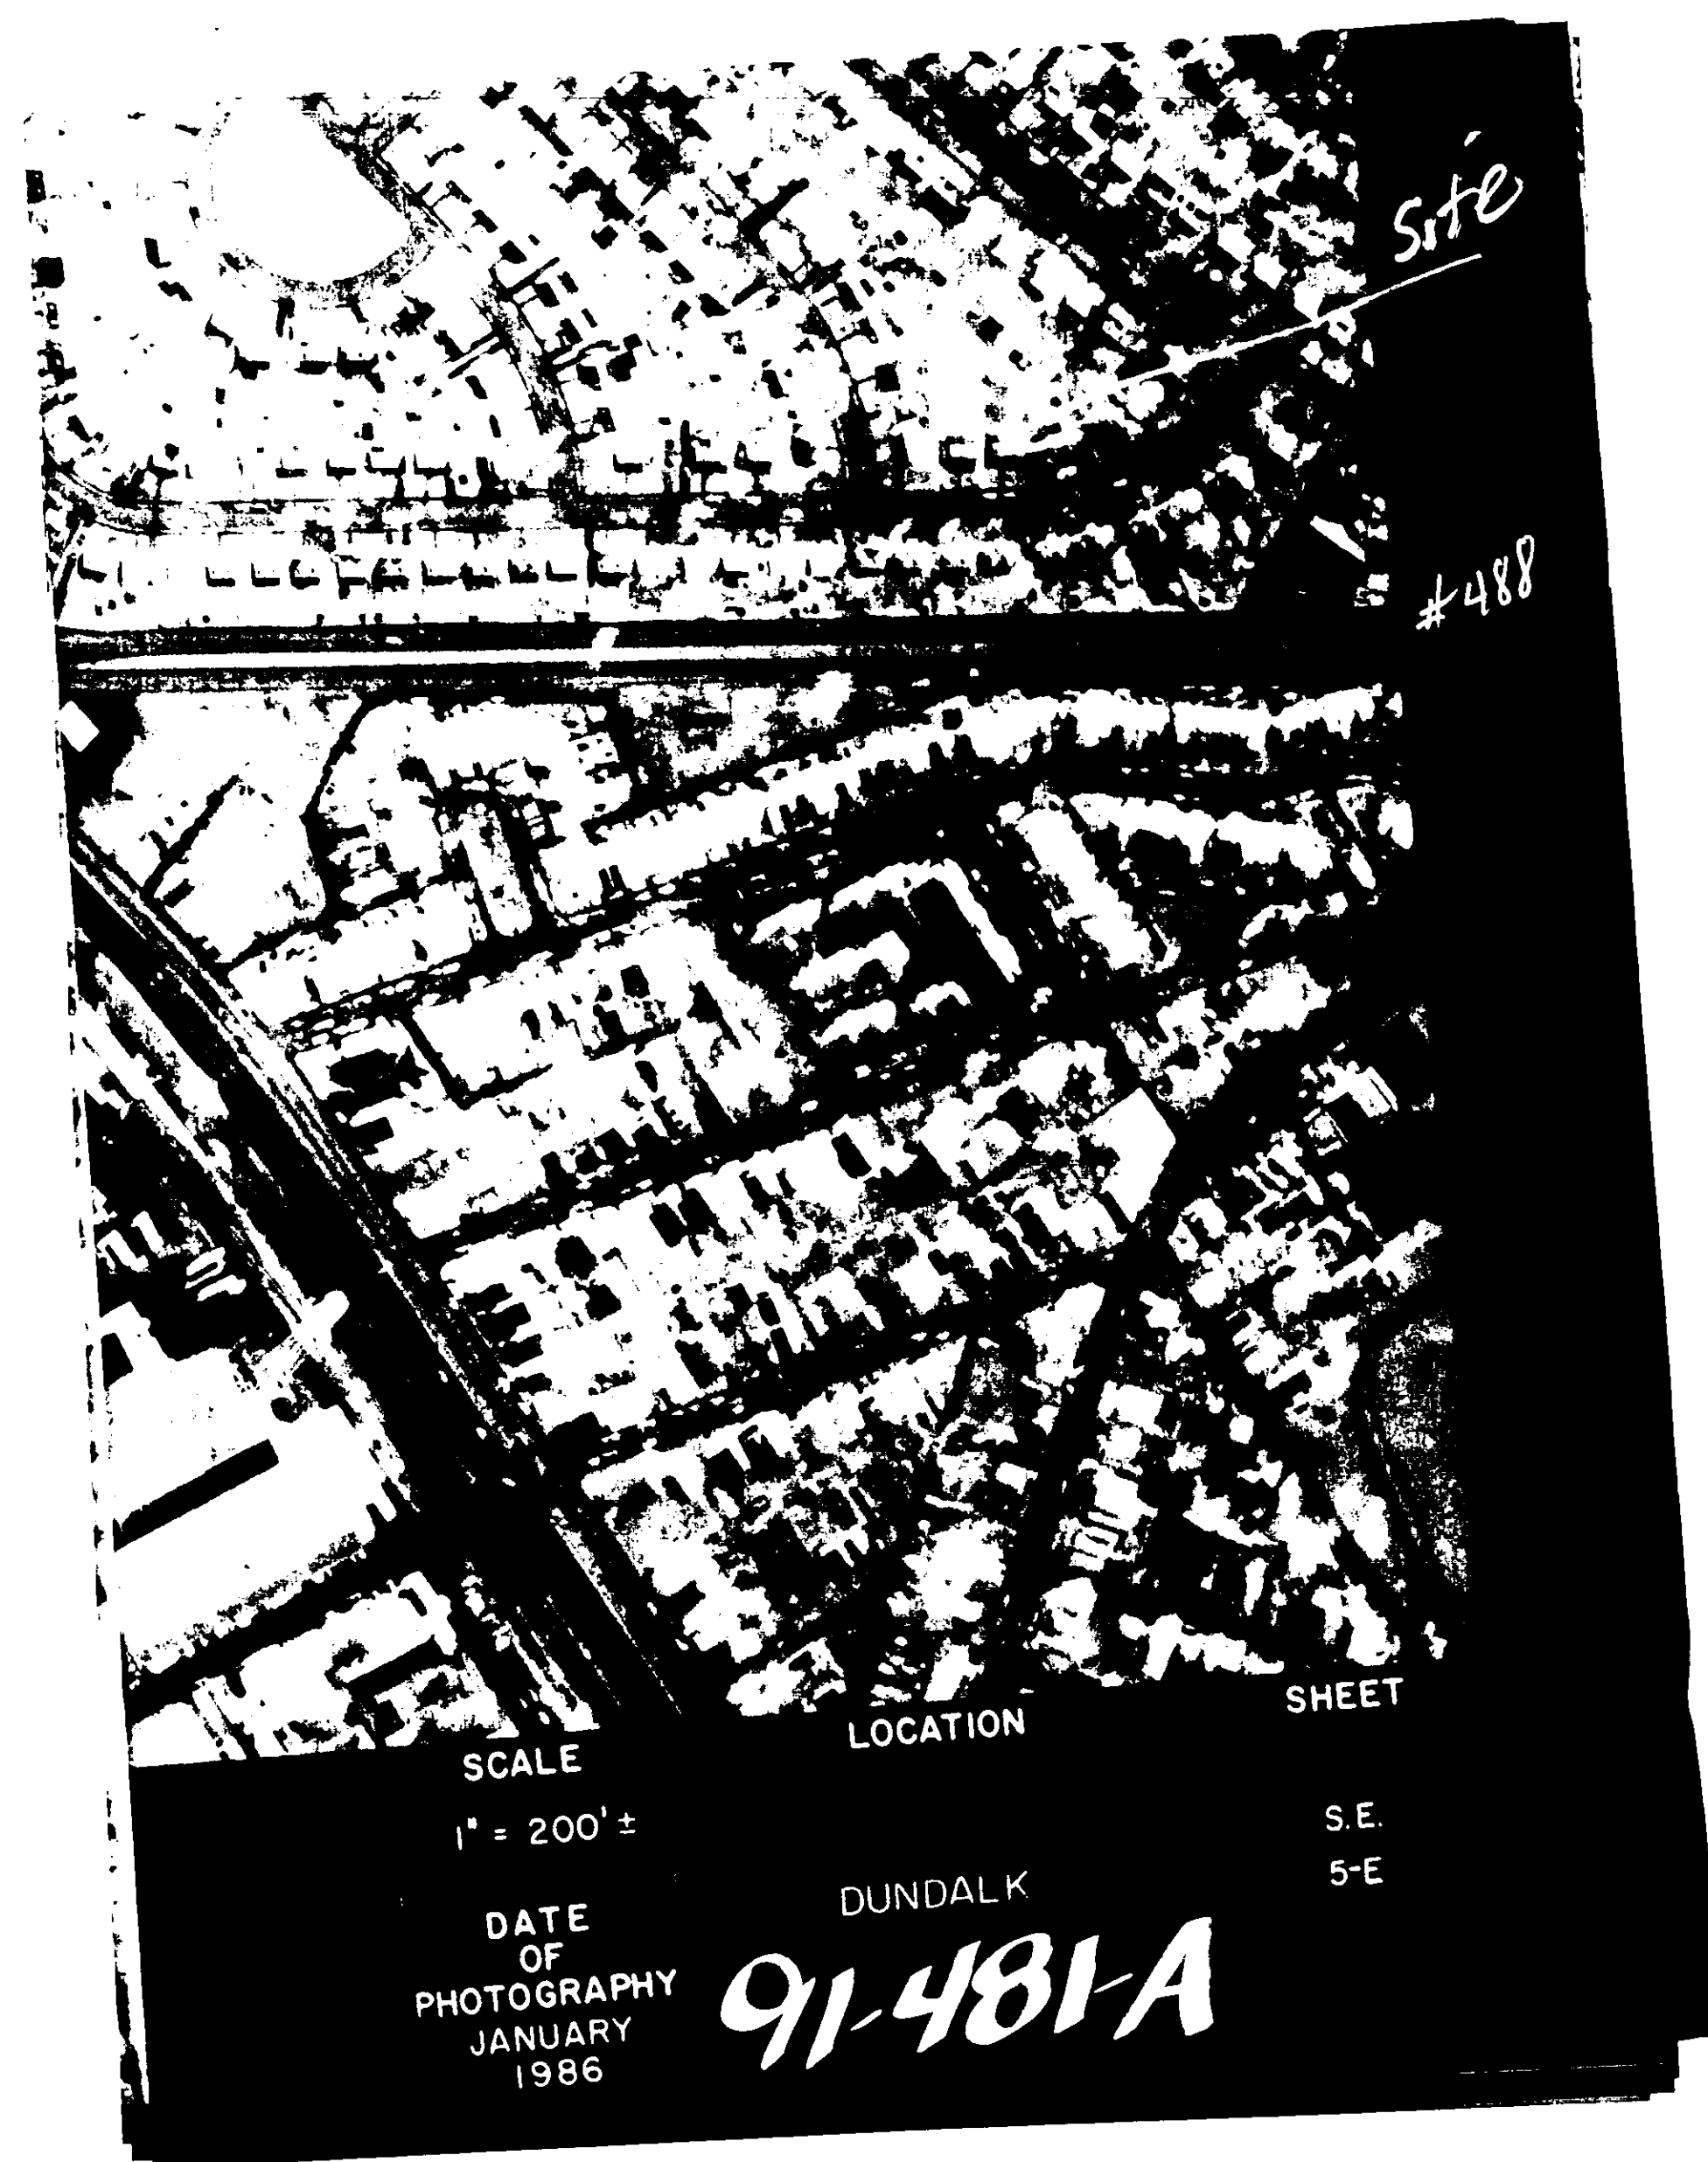 Site
#488
SCALE
1" = 200' ±
LOCATION
DUNDALK
SHEET
S.E.
5-E
DATE
OF
PHOTOGRAPHY
JANUARY
1986
91-481-A